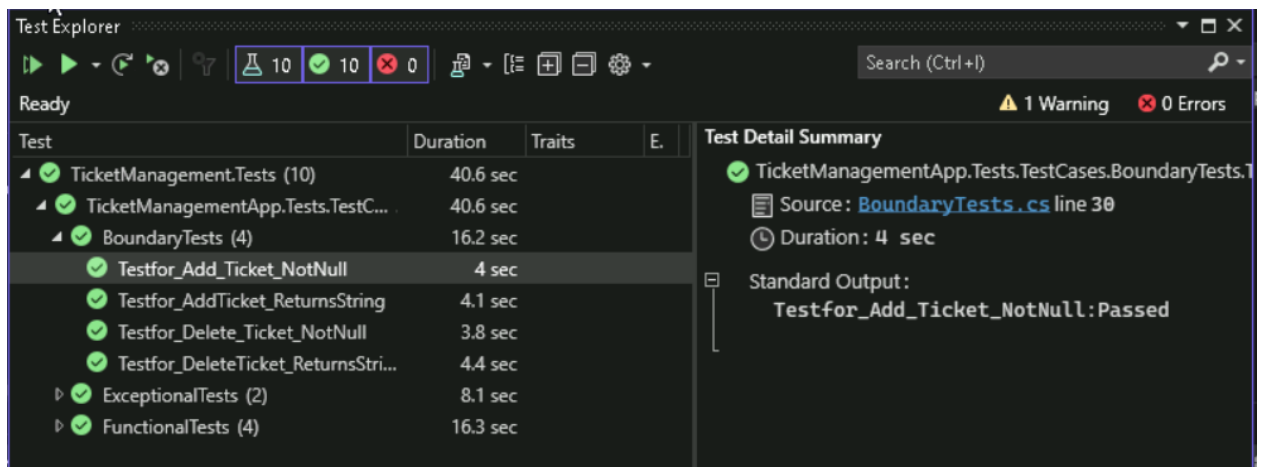 Test Explorer
10 10 0 Search (Ctrl+I)
Ready 1 Warning 0 Errors
Test Duration Traits E.
TicketManagement.Tests (10) 40.6 sec
TicketManagementApp.Tests.TestC... 40.6 sec
BoundaryTests (4) 16.2 sec
Testfor_Add_Ticket_NotNull 4 sec
Testfor_AddTicket_ReturnsString 4.1 sec
Testfor_Delete_Ticket_NotNull 3.8 sec
Testfor_DeleteTicket_ReturnsStri... 4.4 sec
ExceptionalTests (2) 8.1 sec
FunctionalTests (4) 16.3 sec
Test Detail Summary
TicketManagementApp.Tests.TestCases.BoundaryTests.T
Source: BoundaryTests.cs line 30
Duration: 4 sec
Standard Output:
Testfor_Add_Ticket_NotNull:Passed